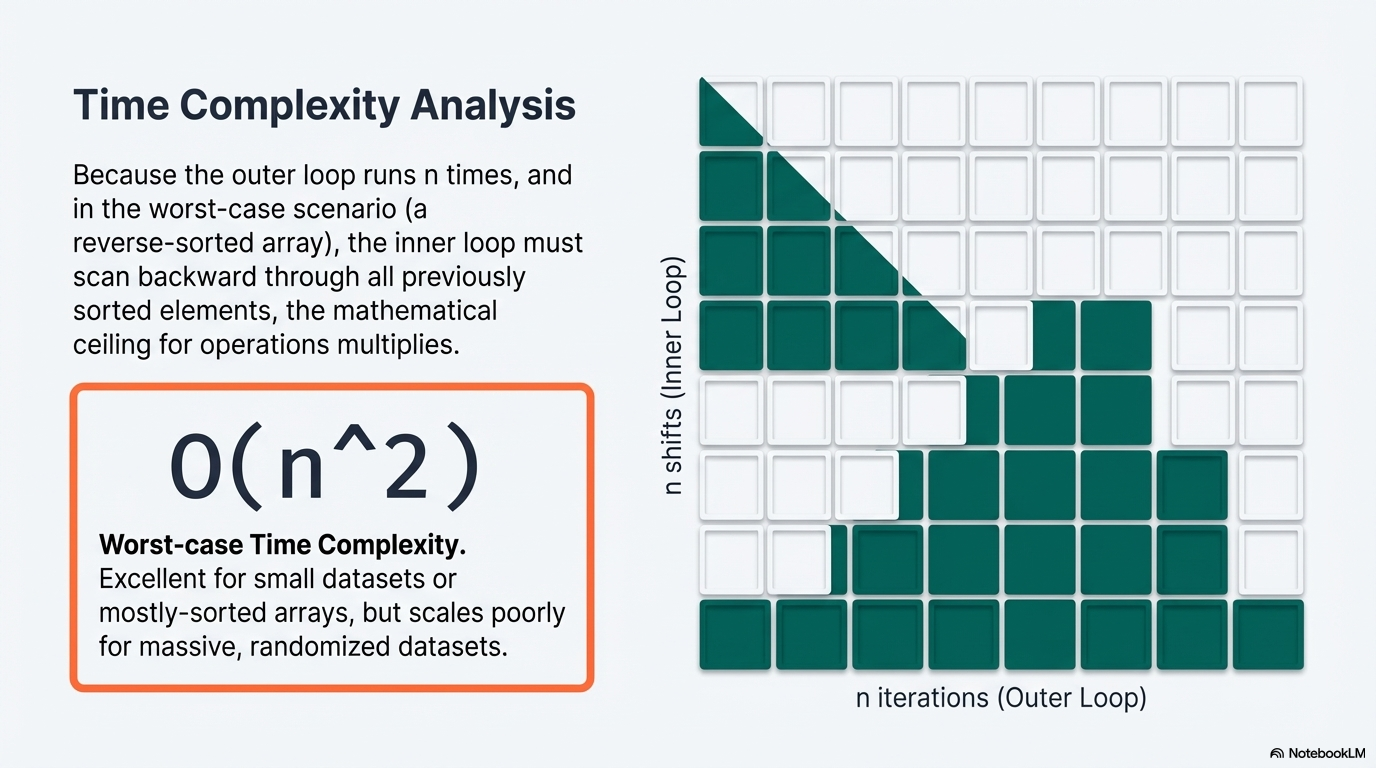 Time Complexity Analysis
Because the outer loop runs n times, and
in the worst-case scenario (a
reverse-sorted array), the inner loop must
scan backward through all previously
sorted elements, the mathematical
ceiling for operations multiplies.
O(n^2)
Worst-case Time Complexity.
Excellent for small datasets or
mostly-sorted arrays, but scales poorly
for massive, randomized datasets.
n shifts (Inner Loop)
n iterations (Outer Loop)
NotebookLM